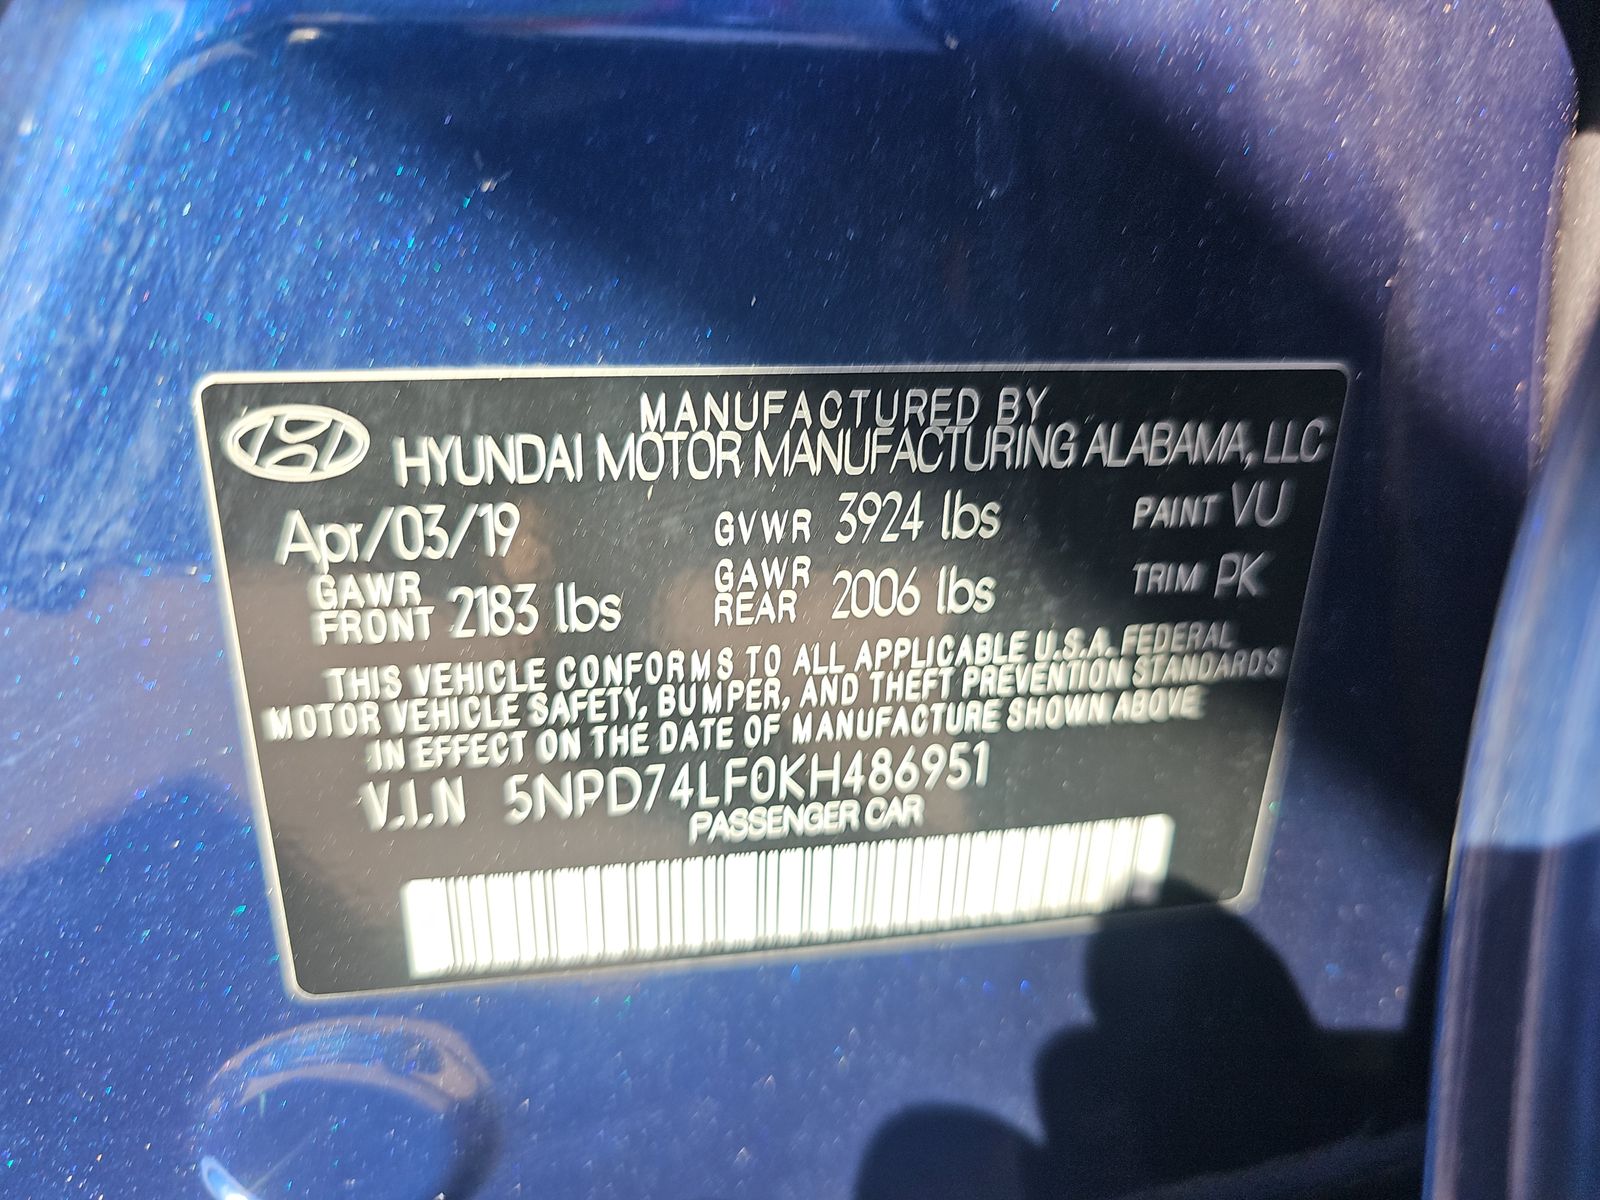 MANUFACTURED BY
HYUNDAI MOTOR MANUFACTURING ALABAMA, LLC
Apr/03/19 GVWR 3924 lbs PAINT VU
GAWR FRONT 2183 lbs GAWR REAR 2006 lbs TRIM PK
THIS VEHICLE CONFORMS TO ALL APPLICABLE U.S.A. FEDERAL
MOTOR VEHICLE SAFETY, BUMPER, AND THEFT PREVENTION STANDARDS
IN EFFECT ON THE DATE OF MANUFACTURE SHOWN ABOVE
V.I.N 5NPD74LF0KH486951
PASSENGER CAR